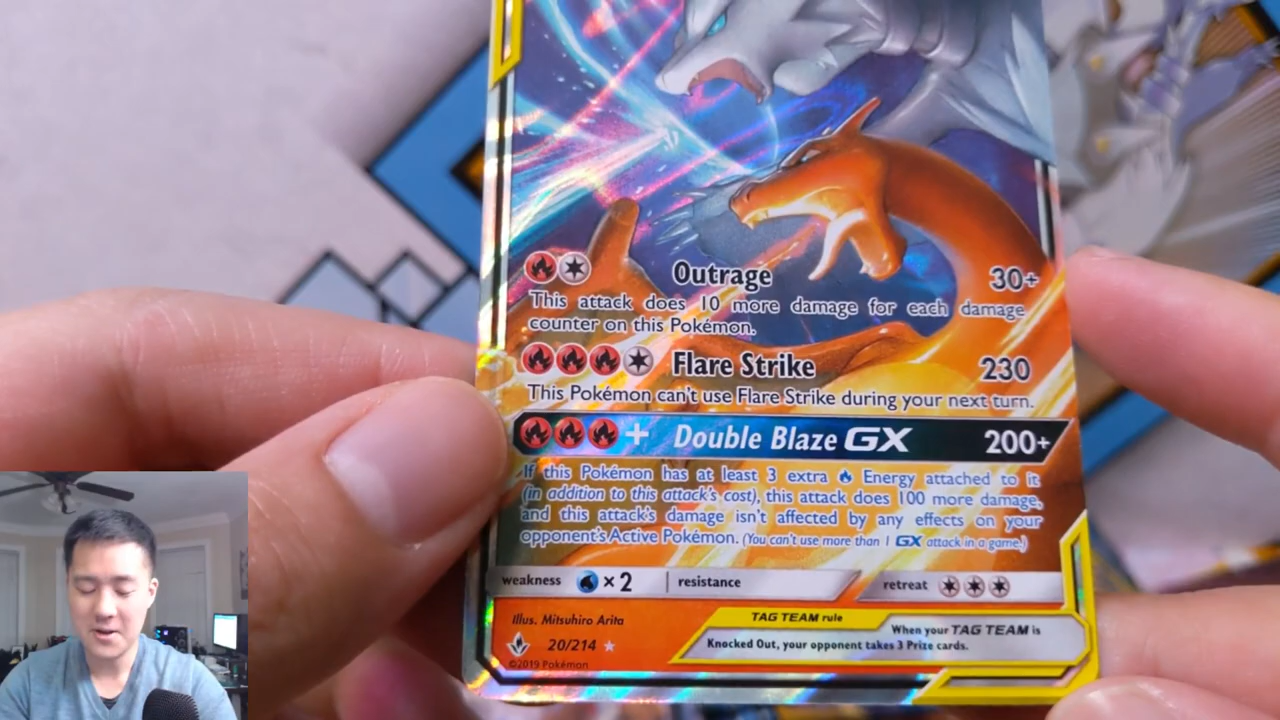 Outrage 30+
This attack does 10 more damage for each damage
counter on this Pokémon.
Flare Strike 230
This Pokémon can't use Flare Strike during your next turn.
+ Double Blaze GX 200+
If this Pokémon has at least 3 extra Energy attached to it
(in addition to this attack's cost), this attack does 100 more damage,
and this attack's damage isn't affected by any effects on your
opponent's Active Pokémon. (You can't use more than 1 GX attack in a game.)
weakness ×2 resistance retreat
Illus. Mitsuhiro Arita
TAG TEAM rule
When your TAG TEAM is
Knocked Out, your opponent takes 3 Prize cards.
20/214
©2019 Pokémon